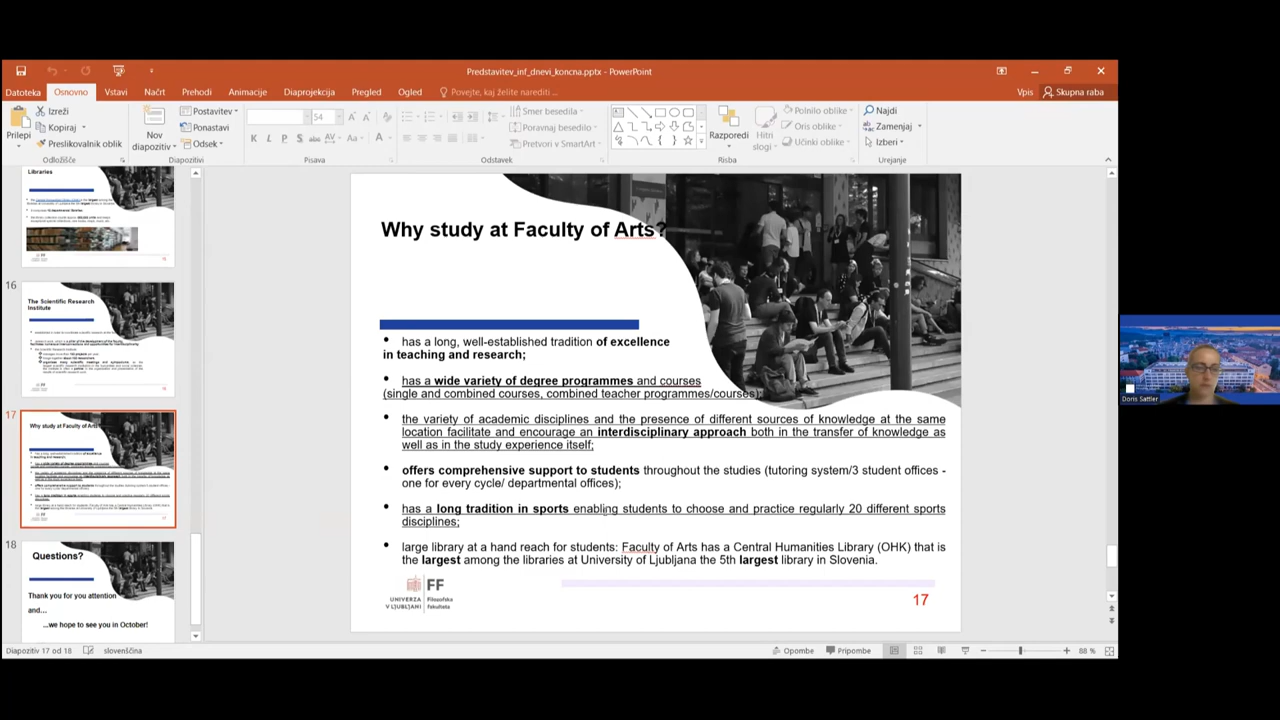 Predstavitev_inf_dnevi_koncna.pptx - PowerPoint
Datoteka Osnovno Vstavi Načrt Prehodi Animacije Diaprojekcija Pregled Ogled Povejte, kaj želite narediti ... Vpis Skupna raba
Prilepi
Izreži
Kopiraj
Preslikovalnik oblik
Odložišče
Nov
diapozitiv
Postavitev
Ponastavi
Odsek
Diapozitivi
54
K L P S abc AV Aa A
Pisava
Smer besedila
Poravnaj besedilo
Pretvori v SmartArt
Odstavek
Razporedi
Hitri
slogi
Polnilo oblike
Oris oblike
Učinki oblike
Risba
Najdi
Zamenjaj
Izberi
Urejanje
Libraries
16
The Scientific Research
Institute
17
Why study at Faculty of Arts?
18
Questions?
Thank you for you attention
and...
...we hope to see you in October!
Why study at Faculty of Arts?
• has a long, well-established tradition of excellence
in teaching and research;
• has a wide variety of degree programmes and courses
(single and combined courses, combined teacher programmes/courses);
• the variety of academic disciplines and the presence of different sources of knowledge at the same
location facilitate and encourage an interdisciplinary approach both in the transfer of knowledge as
well as in the study experience itself;
• offers comprehensive support to students throughout the studies (tutor system/3 student offices -
one for every cycle/ departmental offices);
• has a long tradition in sports enabling students to choose and practice regularly 20 different sports
disciplines;
• large library at a hand reach for students: Faculty of Arts has a Central Humanities Library (OHK) that is
the largest among the libraries at University of Ljubljana the 5th largest library in Slovenia.
UNIVERZA
V LJUBLJANI
FF
Filozofska
fakulteta
17
Doris Sattler
Diapozitiv 17 od 18 slovenščina Opombe Pripombe 88 %